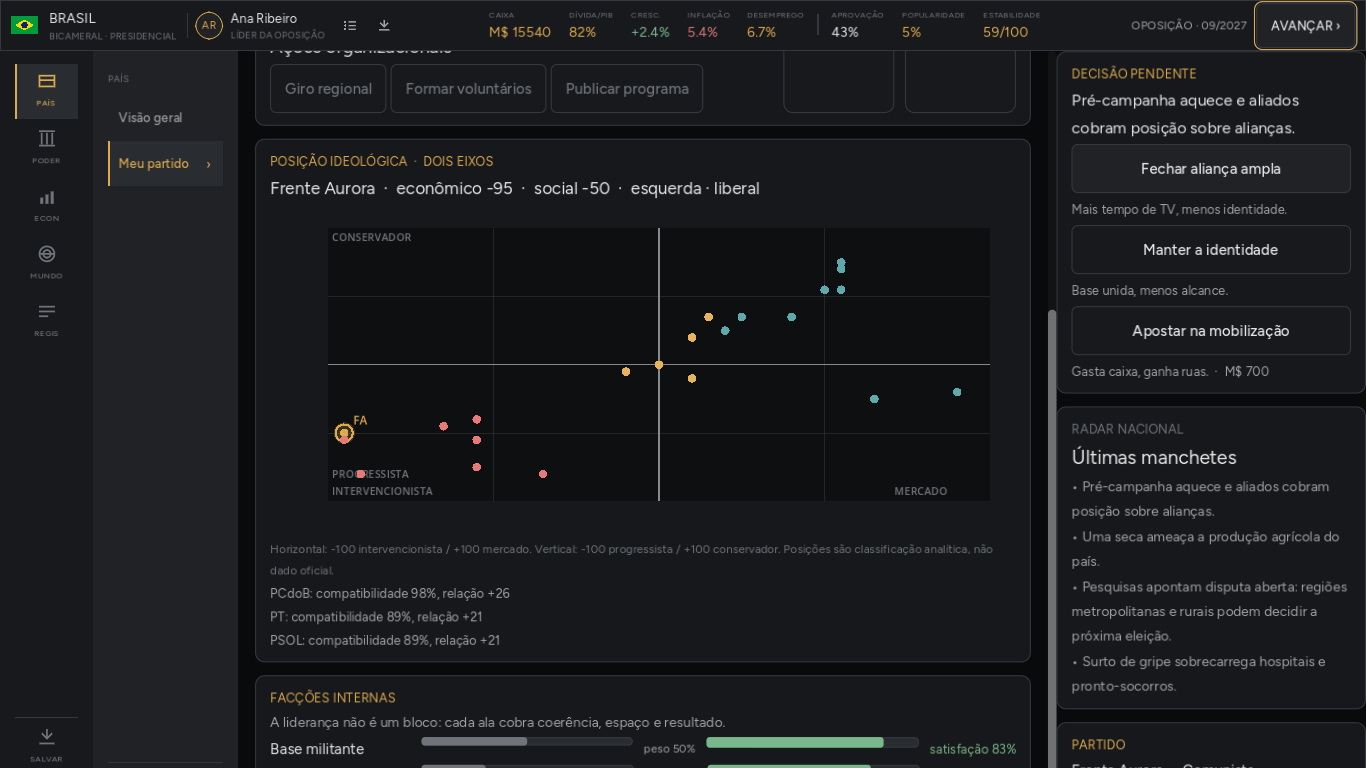 BRASIL
BICAMERAL · PRESIDENCIAL
AR
Ana Ribeiro
LÍDER DA OPOSIÇÃO
CAIXA
M$ 15540
DÍVIDA/PIB
82%
CRESC.
+2.4%
INFLAÇÃO
5.4%
DESEMPREGO
6.7%
APROVAÇÃO
43%
POPULARIDADE
5%
ESTABILIDADE
59/100
OPOSIÇÃO · 09/2027
AVANÇAR ›
PAÍS
PODER
ECON
MUNDO
REGIS
SALVAR
PAÍS
Visão geral
Meu partido ›
Ações organizacionais
Giro regional
Formar voluntários
Publicar programa
POSIÇÃO IDEOLÓGICA · DOIS EIXOS
Frente Aurora · econômico -95 · social -50 · esquerda · liberal
CONSERVADOR
FA
PROGRESSISTA
INTERVENCIONISTA
MERCADO
Horizontal: -100 intervencionista / +100 mercado. Vertical: -100 progressista / +100 conservador. Posições são classificação analítica, não
dado oficial.
PCdoB: compatibilidade 98%, relação +26
PT: compatibilidade 89%, relação +21
PSOL: compatibilidade 89%, relação +21
FACÇÕES INTERNAS
A liderança não é um bloco: cada ala cobra coerência, espaço e resultado.
Base militante
peso 50%
satisfação 83%
DECISÃO PENDENTE
Pré-campanha aquece e aliados
cobram posição sobre alianças.
Fechar aliança ampla
Mais tempo de TV, menos identidade.
Manter a identidade
Base unida, menos alcance.
Apostar na mobilização
Gasta caixa, ganha ruas. · M$ 700
RADAR NACIONAL
Últimas manchetes
• Pré-campanha aquece e aliados cobram
posição sobre alianças.
• Uma seca ameaça a produção agrícola do
país.
• Pesquisas apontam disputa aberta: regiões
metropolitanas e rurais podem decidir a
próxima eleição.
• Surto de gripe sobrecarrega hospitais e
pronto-socorros.
PARTIDO
Frente Aurora — Comunista